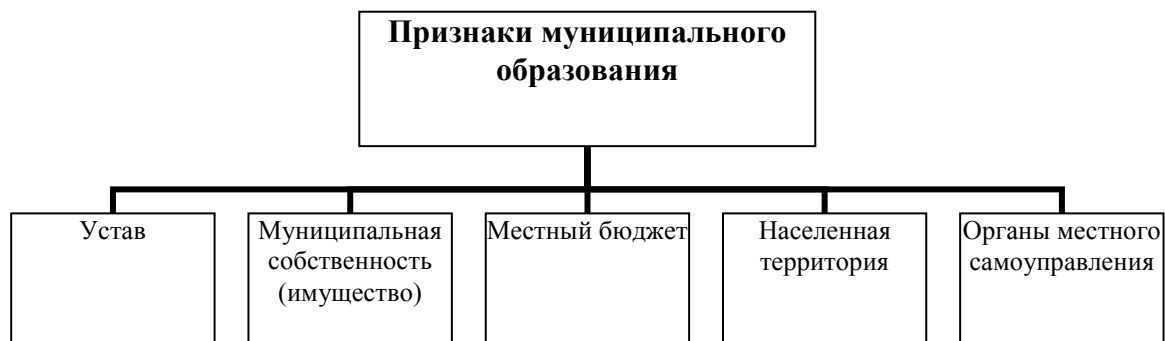 Признаки муниципального
образования
Устав
Муниципальная
собственность
(имущество)
Местный бюджет
Населенная
территория
Органы местного
самоуправления